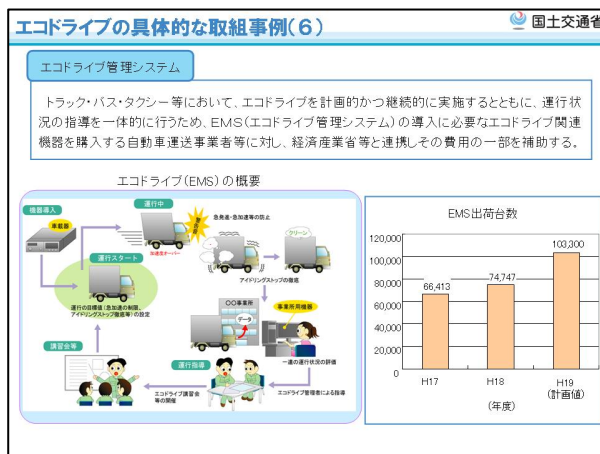 エコドライブの具体的な取組事例(6)
国土交通省
エコドライブ管理システム
トラック・バス・タクシー等において、エコドライブを計画的かつ継続的に実施するとともに、運行状
況の指導を一体的に行うため、EMS(エコドライブ管理システム)の導入に必要なエコドライブ関連
機器を購入する自動車運送事業者等に対し、経済産業省等と連携しその費用の一部を補助する。
エコドライブ(EMS)の概要
機器導入
車載器
運行中
警告音
加速度オーバー
急発進・急加速等の防止
クリーン
アイドリングストップの徹底
運行スタート
運行の目標値(急加速の制限、
アイドリングストップ徹底等)の設定
〇〇事業所
データ
事業所用機器
一連の運行状況の評価
講習会等
運行指導
エコドライブ講習会
等の開催
エコドライブ管理者による指導
EMS出荷台数
120,000
100,000
80,000
60,000
40,000
20,000
0
66,413
74,747
103,300
H17
H18
H19
(計画値)
(年度)